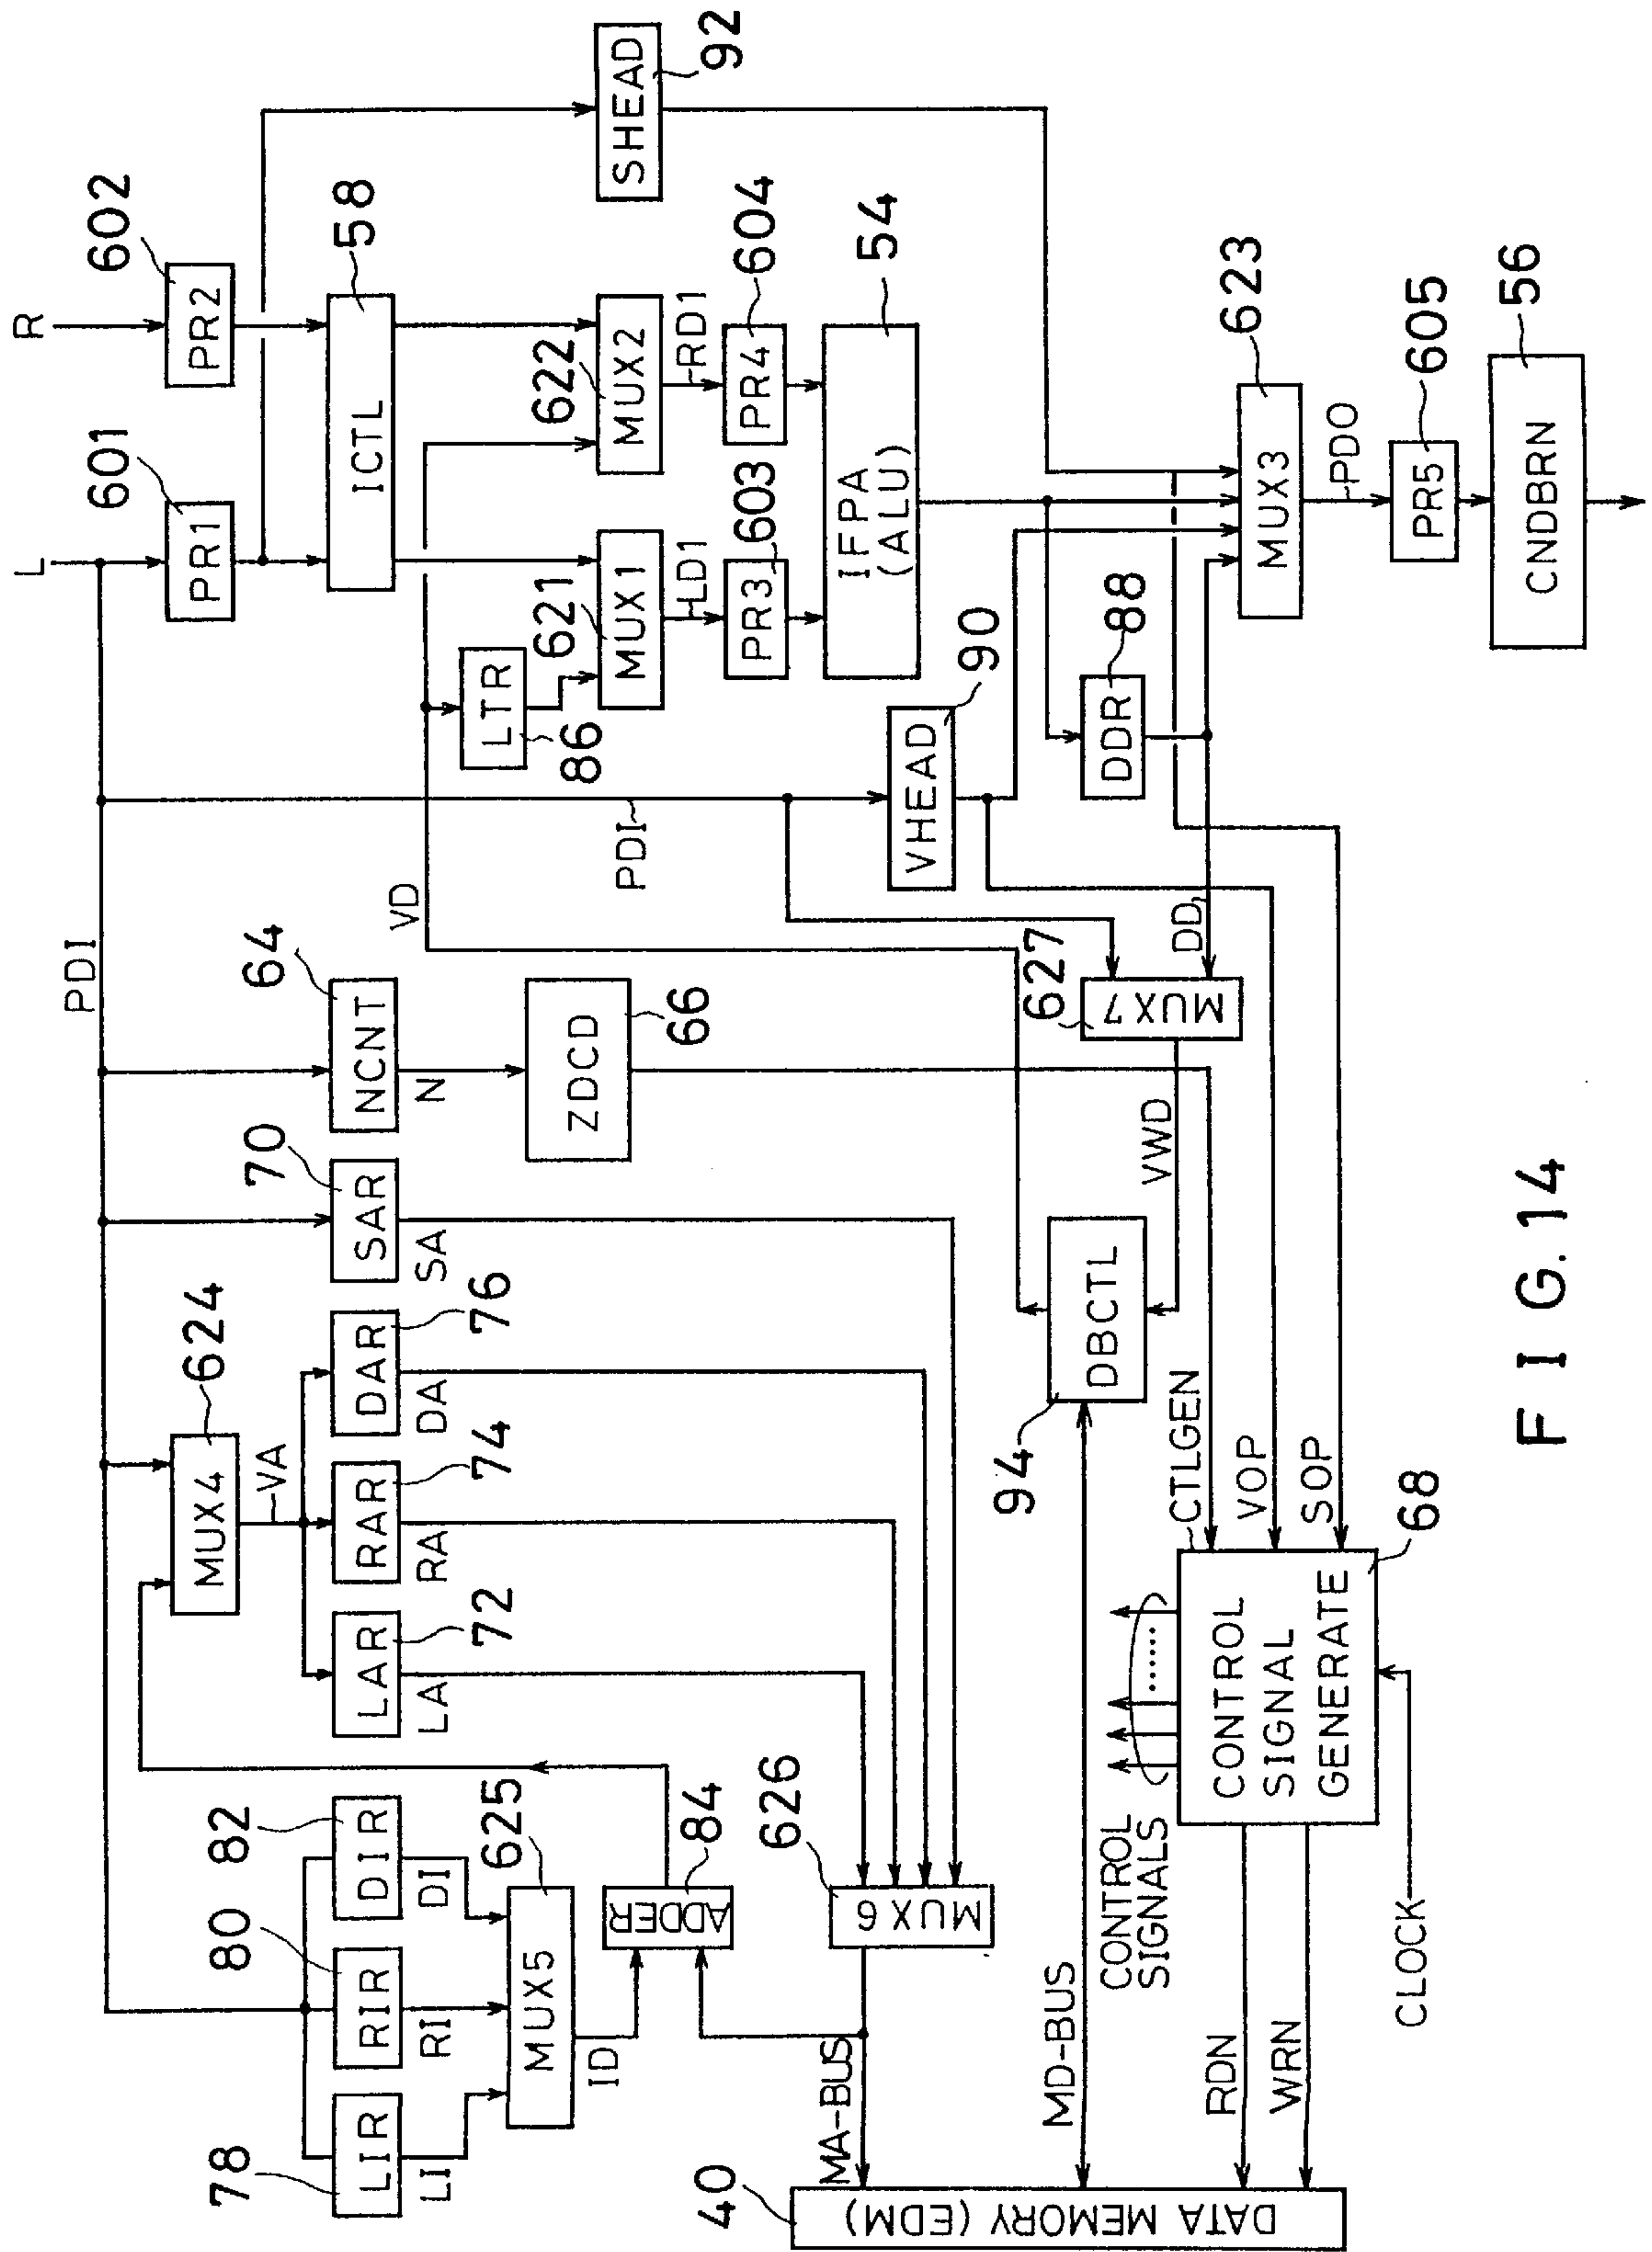 R
L
602
PR2
601
PR1
92
SHEAD
58
ICTL
604
622
MUX2
RD1
PR4
54
603
621
MUX1
LD1
PR3
IFPA
(ALU)
LTR
86
90
VHEAD
88
DDR
623
MUX3
PDO
605
PR5
56
CNDBRN
PDI
PDI
VD
64
NCNT
N
66
ZDCD
627
MUX7
DD
VWD
70
SAR
SA
624
MUX4
VA
76
DAR
DA
74
RAR
RA
72
LAR
LA
94
DBCTL
CTLGEN
VOP
SOP
68
CONTROL
SIGNAL
GENERATE
CONTROL
SIGNALS
CLOCK
82
DIR
DI
80
RIR
RI
78
LIR
LI
625
MUX5
ID
84
ADDER
626
MUX6
MA-BUS
MD-BUS
RDN
WRN
40
DATA MEMORY (EDM)
FIG.14